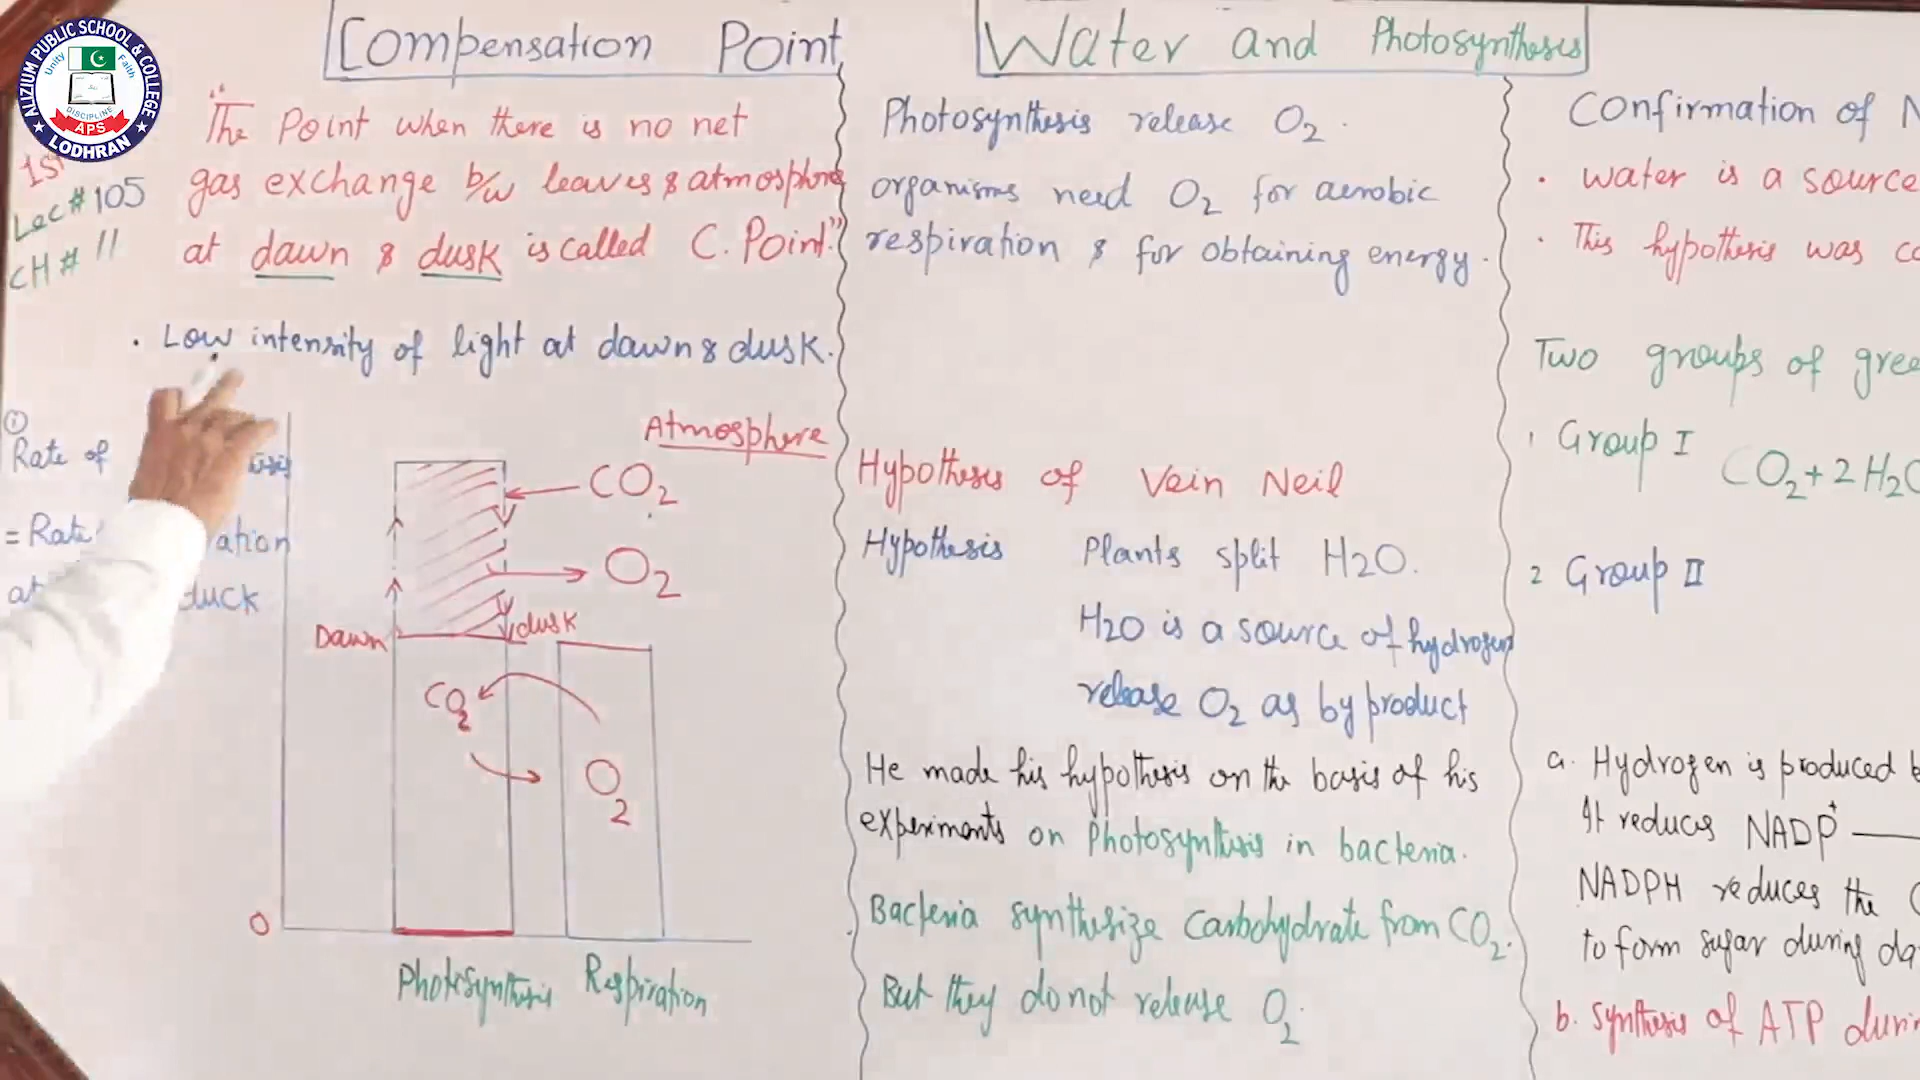 ALIZIUM PUBLIC SCHOOL & COLLEGE
Unity
Faith
DISCIPLINE
APS
LODHRAN
1st
Lec # 105
CH # 11
Compensation Point
"The Point when there is no net
gas exchange b/w leaves & atmosphere
at dawn & dusk is called C. Point."
. Low intensity of light at dawn & dusk.
①
Rate of
= Rate
at duck
Atmosphere
CO2
O2
Dawn
dusk
CO2
O2
0
Photosynthesis Respiration
Water and Photosynthesis
Photosynthesis release O2.
organisms need O2 for aerobic
respiration & for obtaining energy.
Hypothesis of Vein Neil
Hypothesis Plants split H2O.
H2O is a source of hydrogen
release O2 as by product
He made his hypothesis on the basis of his
experiments on Photosynthesis in bacteria.
Bacteria synthesize Carbohydrate from CO2.
But they do not release O2.
Confirmation of
. water is a source
. This hypothesis was
Two groups of
1 Group I CO2 + 2H2O
2 Group II
a. Hydrogen is produced
It reduces NADP+
NADPH reduces the
to form sugar during
b. Synthesis of ATP